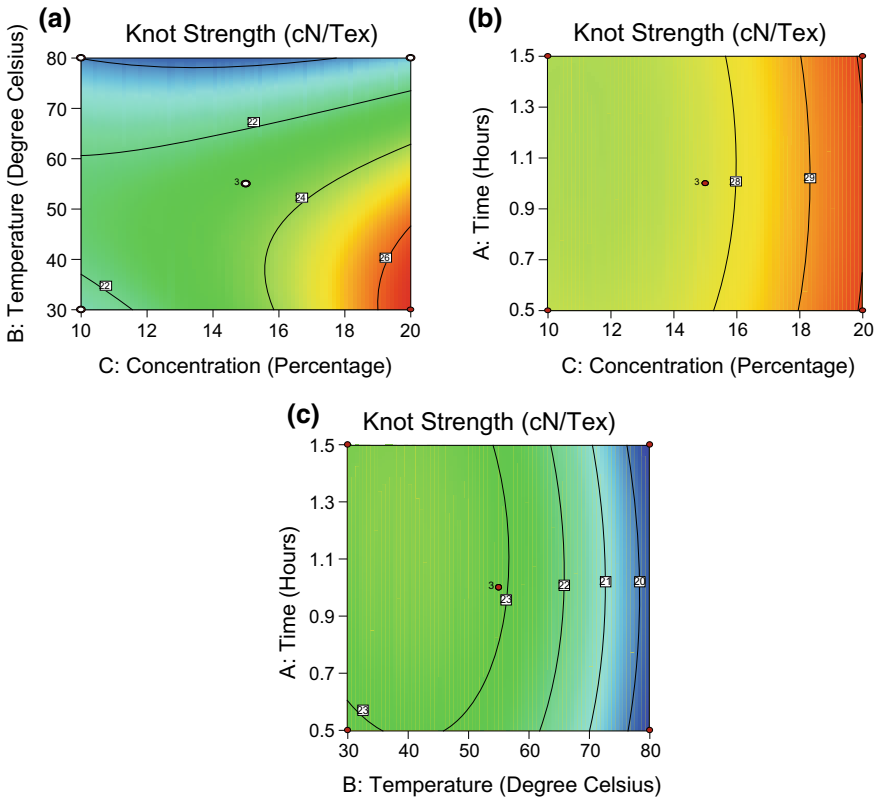 (a)
Knot Strength (cN/Tex)
B: Temperature (Degree Celsius)
80
70
60
50
40
30
22
3
24
26
22
10 12 14 16 18 20
C: Concentration (Percentage)
(b)
Knot Strength (cN/Tex)
A: Time (Hours)
1.5
1.3
1.1
0.9
0.7
0.5
3
28
29
10 12 14 16 18 20
C: Concentration (Percentage)
(c)
Knot Strength (cN/Tex)
A: Time (Hours)
1.5
1.3
1.1
0.9
0.7
0.5
3
23
22
21
20
23
30 40 50 60 70 80
B: Temperature (Degree Celsius)